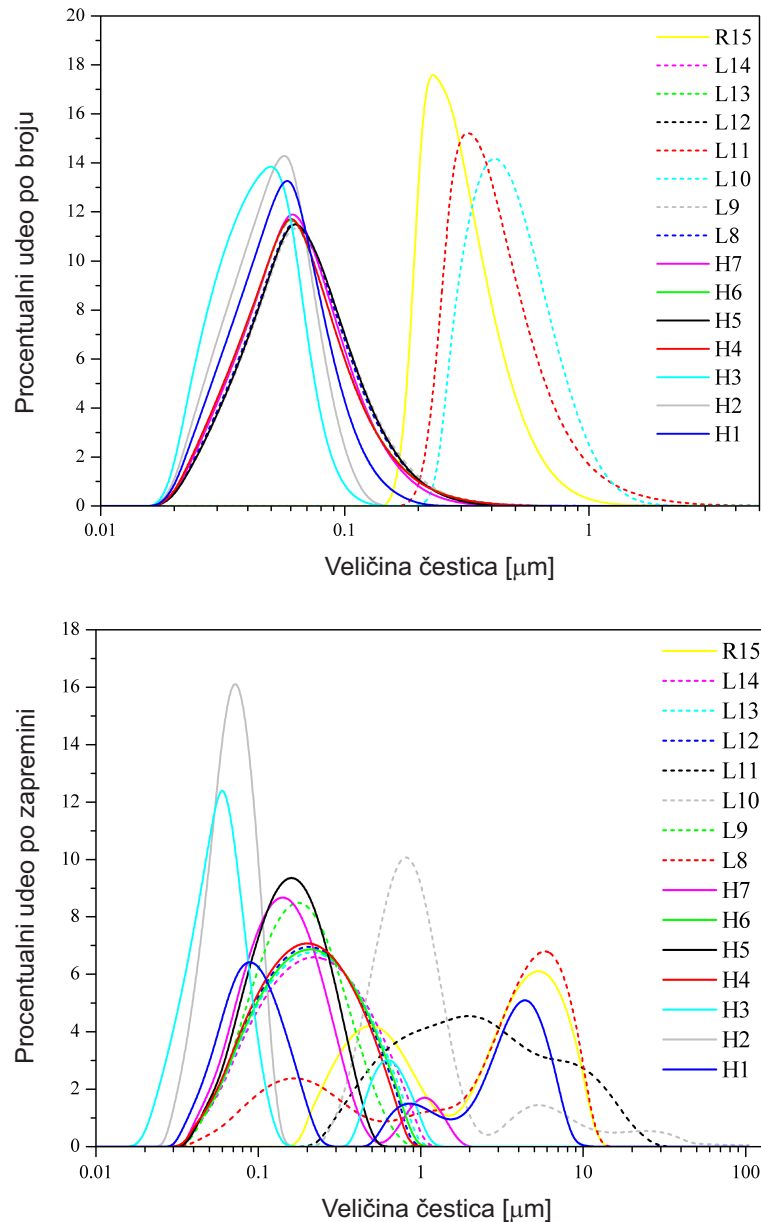 20
18
16
14
12
10
8
6
4
2
0
0.01
0.1
1
Procentualni udeo po broju
Veličina čestica [μm]
R15
L14
L13
L12
L11
L10
L9
L8
H7
H6
H5
H4
H3
H2
H1
18
16
14
12
10
8
6
4
2
0
0.01
0.1
1
10
100
Procentualni udeo po zapremini
Veličina čestica [μm]
R15
L14
L13
L12
L11
L10
L9
L8
H7
H6
H5
H4
H3
H2
H1